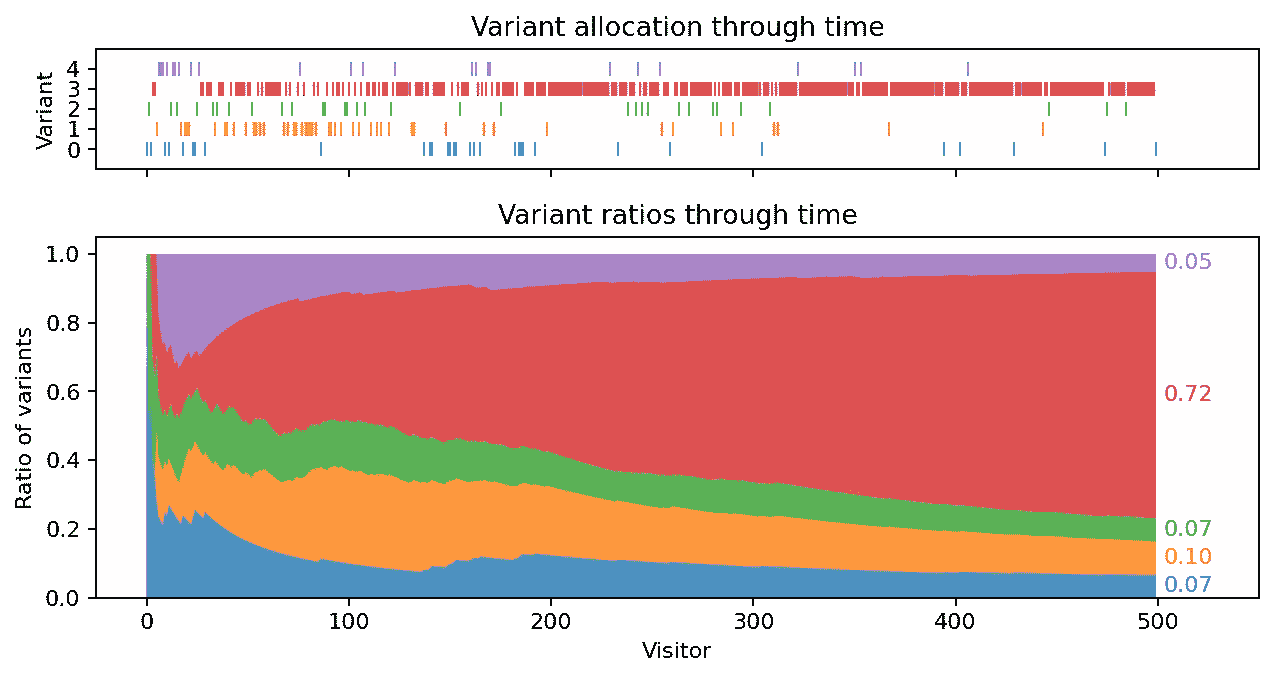 Variant allocation through time
Variant
4
3
2
1
0
Variant ratios through time
Ratio of variants
1.0
0.8
0.6
0.4
0.2
0.0
0.05
0.72
0.07
0.10
0.07
0 100 200 300 400 500
Visitor